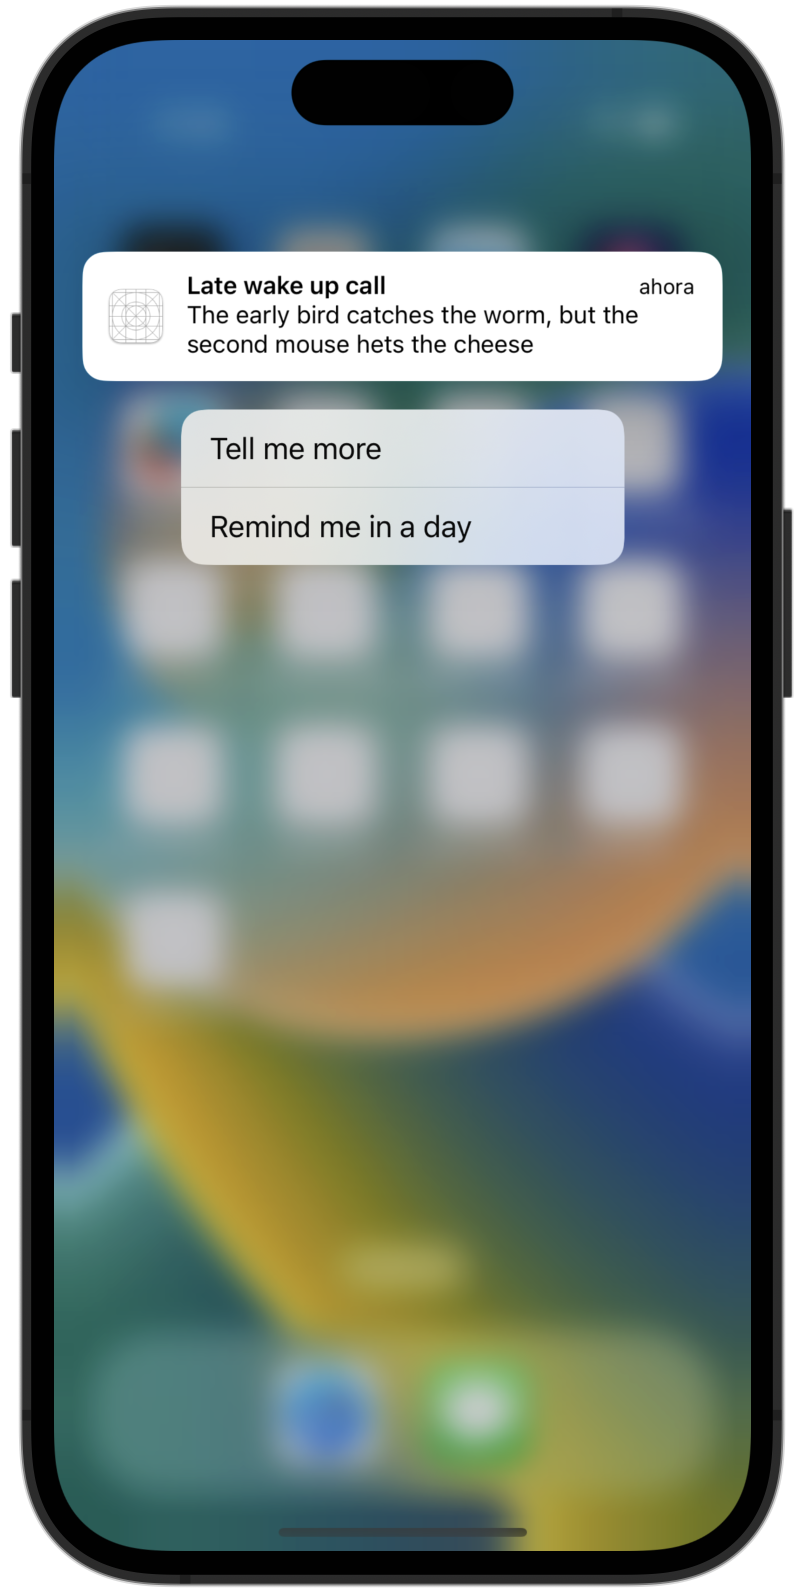 Late wake up call
ahora
The early bird catches the worm, but the
second mouse hets the cheese
Tell me more
Remind me in a day